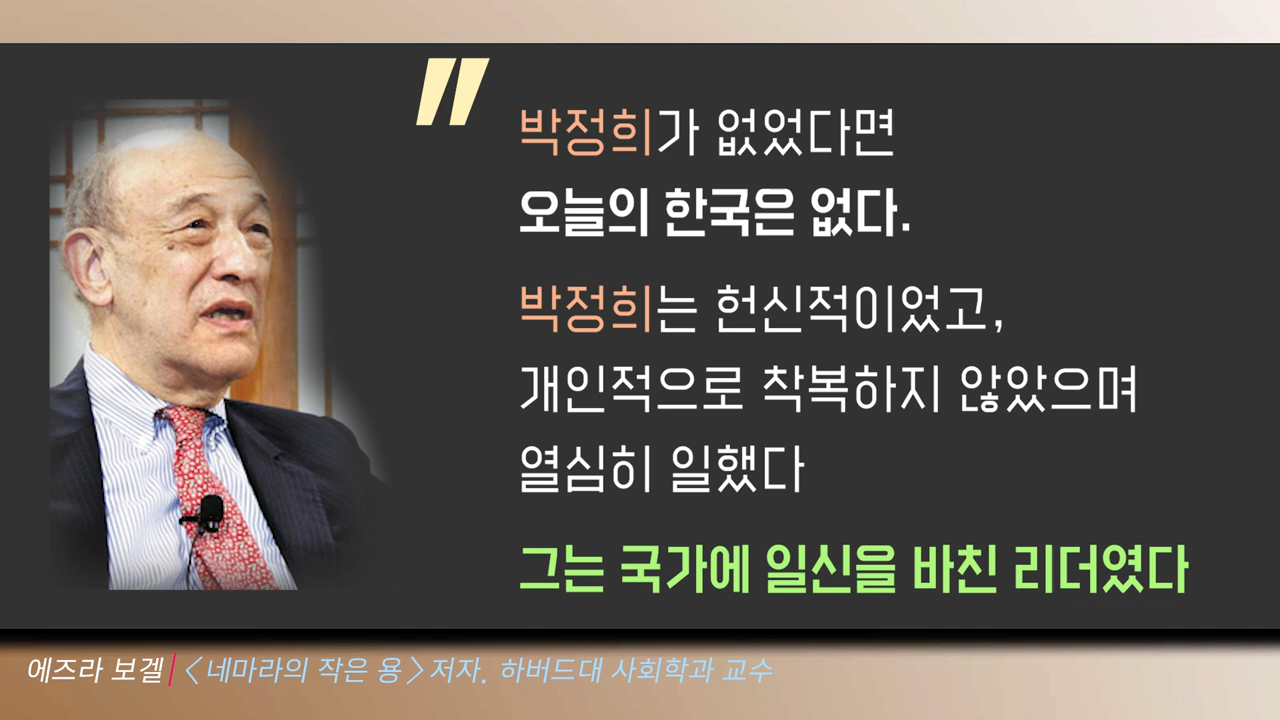 "
박정희가 없었다면
오늘의 한국은 없다.
박정희는 헌신적이었고,
개인적으로 착복하지 않았으며
열심히 일했다
그는 국가에 일신을 바친 리더였다
에즈라 보겔 | 〈네마라의 작은 용〉저자, 하버드대 사회학과 교수